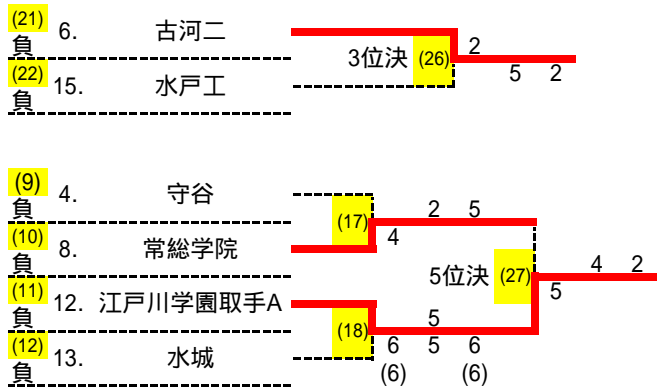 (21)
負 6. 古河二
(22)
負 15. 水戸工
3位決 (26) 2
5 2
(9)
負 4. 守谷
(10)
負 8. 常総学院
(17) 2 5
4
(11)
負 12. 江戸川学園取手A
(12)
負 13. 水城
(18) 5
6 5 6
(6) (6)
5位決 (27) 4 2
5